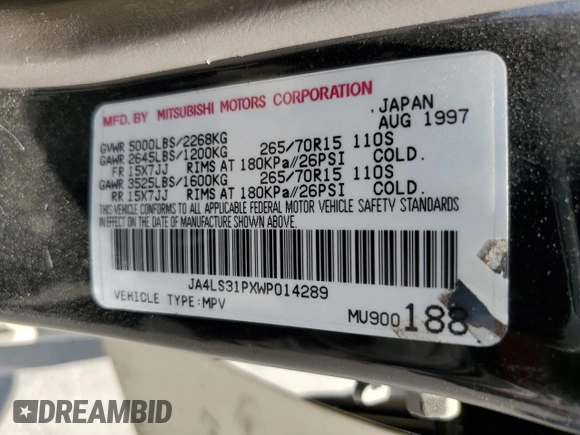 MFD. BY MITSUBISHI MOTORS CORPORATION
JAPAN
AUG 1997
GVWR 5000LBS/2268KG
GAWR 2645LBS/1200KG 265/70R15 110S
FR 15X7JJ RIMS AT 180KPa//26PSI COLD.
GAWR 3525LBS/1600KG 265/70R15 110S
RR 15X7JJ RIMS AT 180KPa//26PSI COLD.
THIS VEHICLE CONFORMS TO ALL APPLICABLE FEDERAL MOTOR VEHICLE SAFETY STANDARDS
IN EFFECT ON THE DATE OF MANUFACTURE SHOWN ABOVE.
JA4LS31PXWP014289
VEHICLE TYPE:MPV
MU900188
DREAMBID